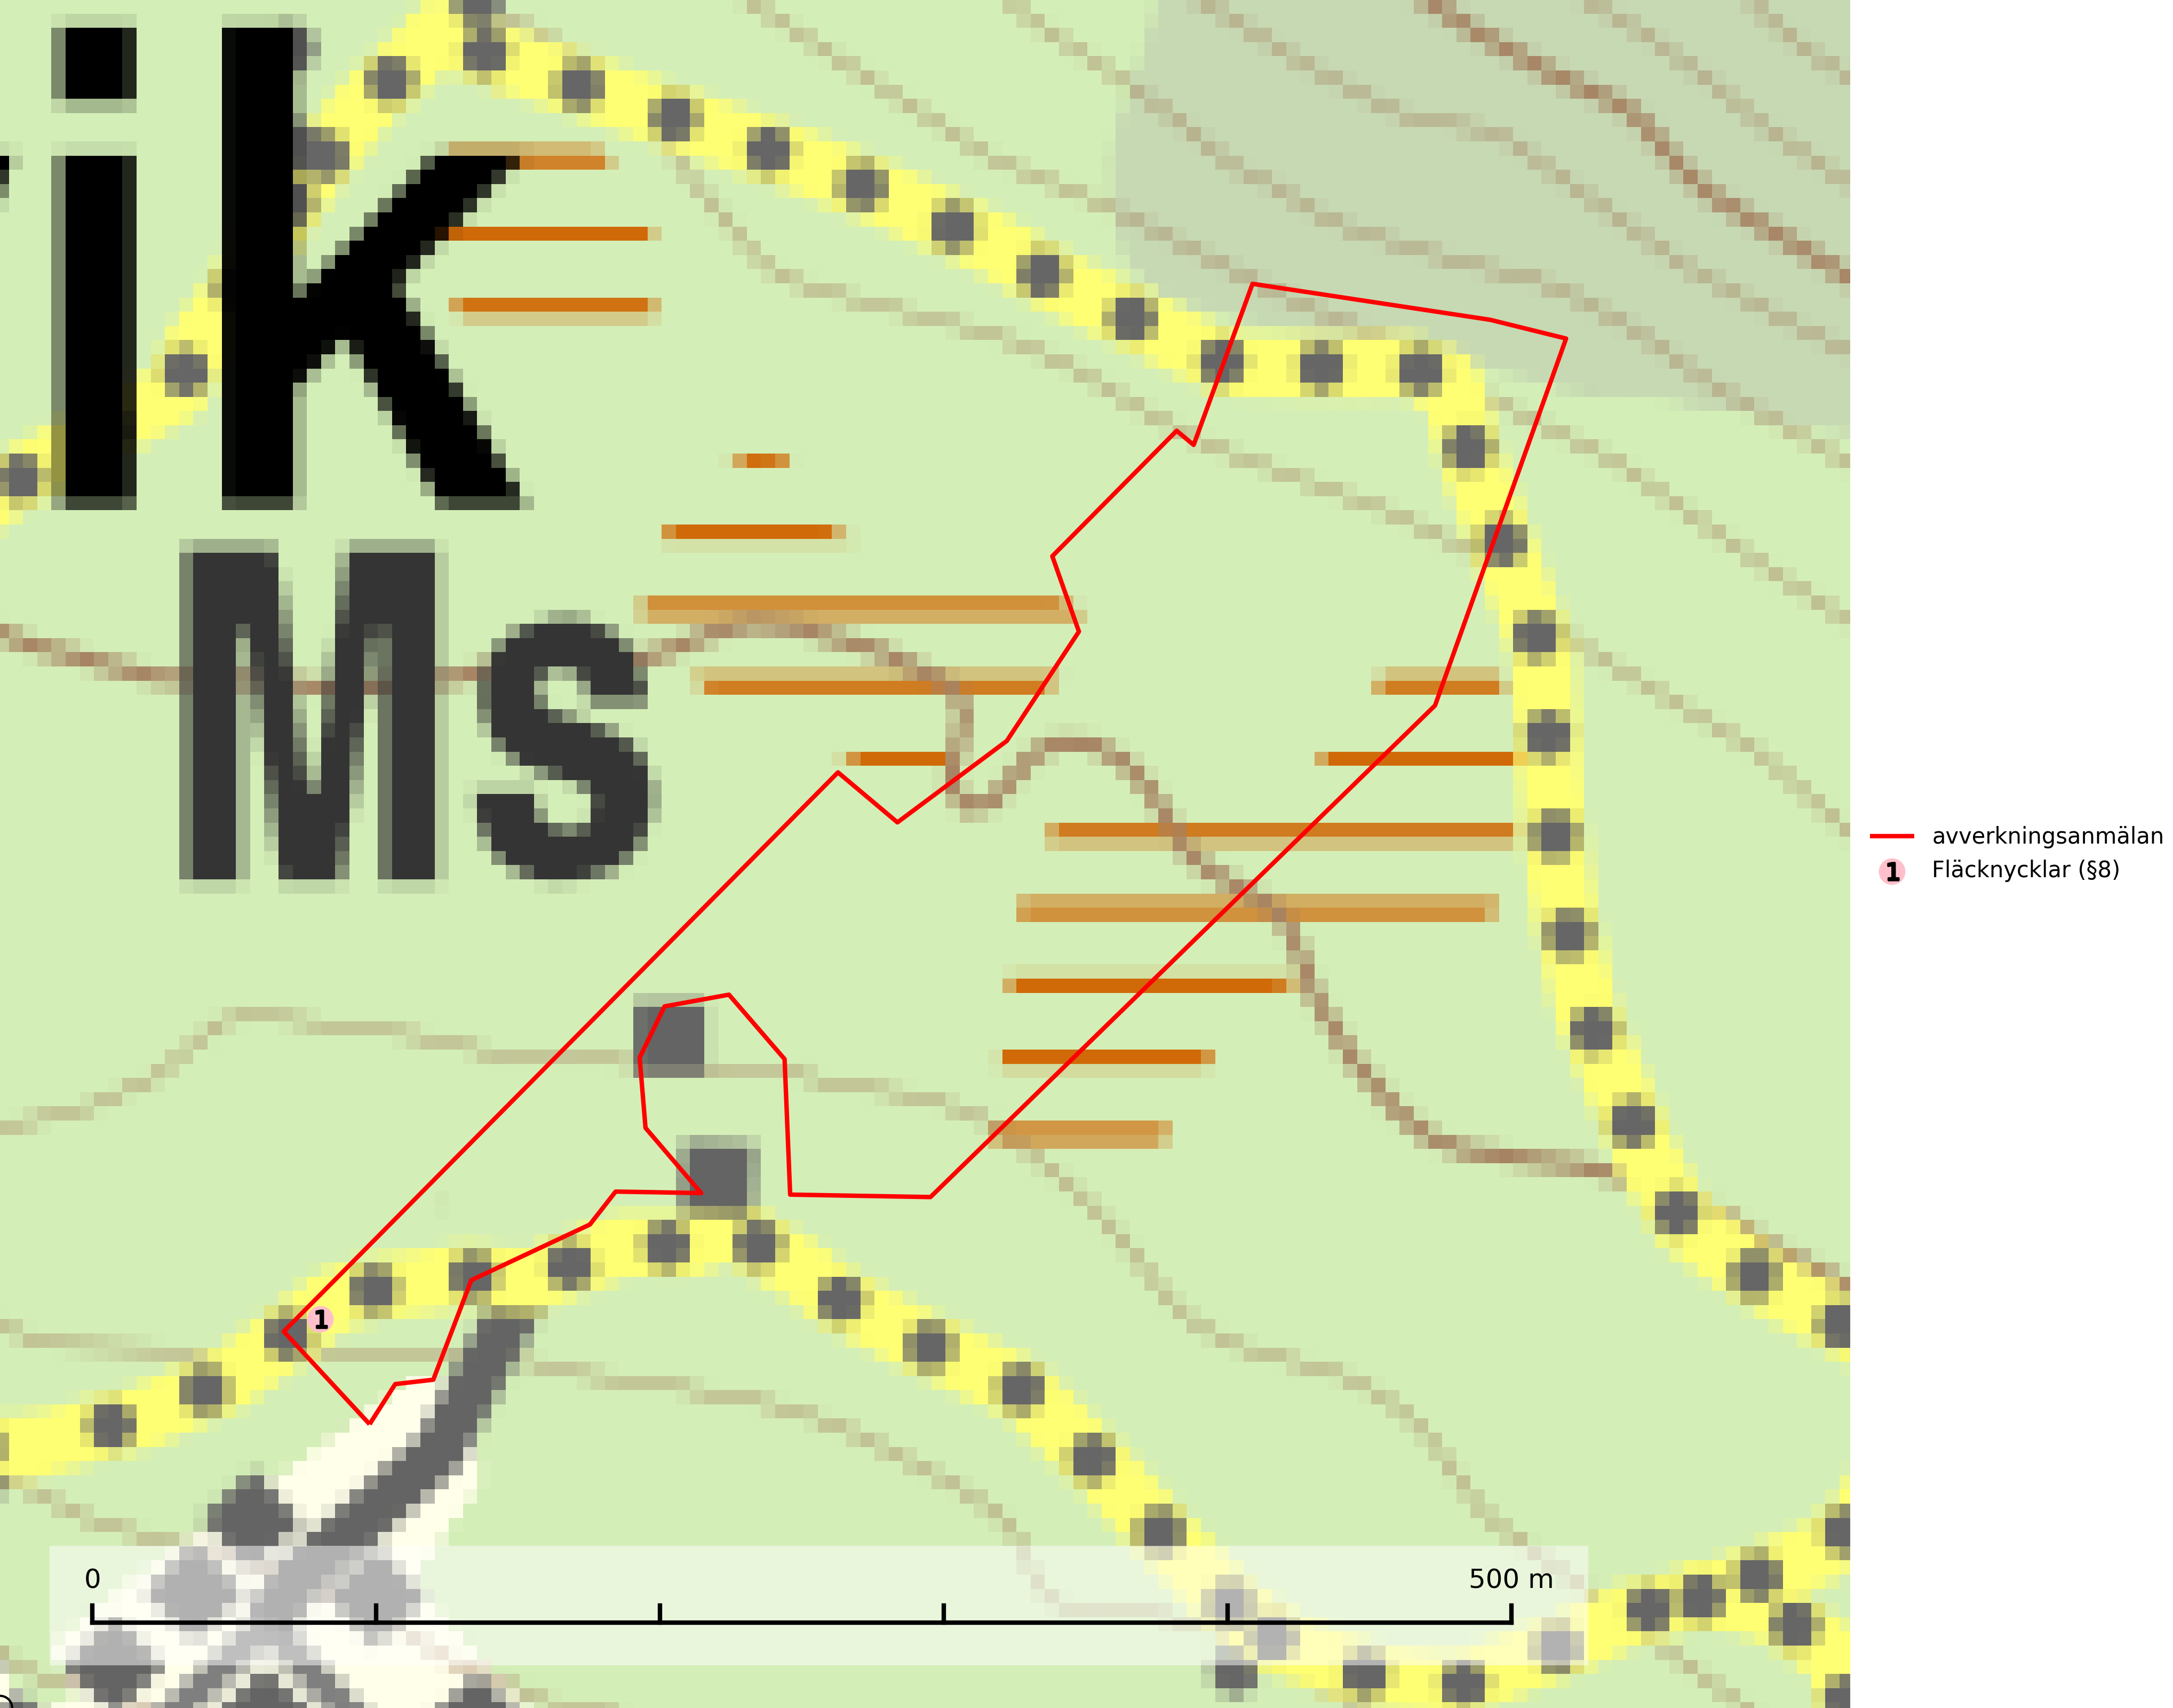 ik
Ms
1
0 500 m
avverkningsanmälan
1 Fläcknycklar (§8)